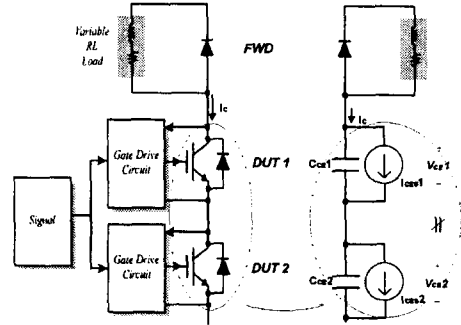 Variable
RL
Load
FWD
Ic
Gate Drive
Circuit
DUT 1
Signal
Gate Drive
Circuit
DUT 2
Ic
Cce1
Ices1
Vce1
Cce2
Ices2
Vce2